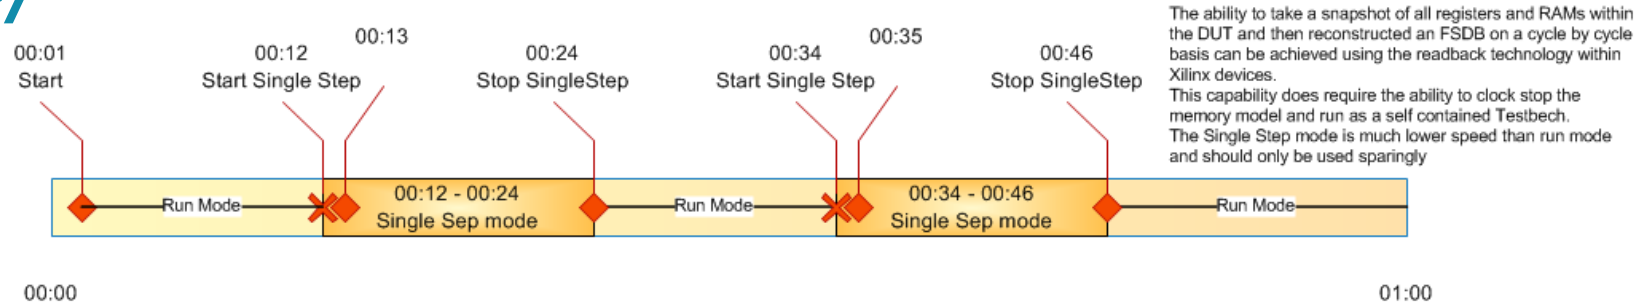 7
The ability to take a snapshot of all registers and RAMs within
the DUT and then reconstructed an FSDB on a cycle by cycle
basis can be achieved using the readback technology within
Xilinx devices.
This capability does require the ability to clock stop the
memory model and run as a self contained Testbech.
The Single Step mode is much lower speed than run mode
and should only be used sparingly
00:01
Start
00:12
Start Single Step
00:13
00:24
Stop SingleStep
00:34
Start Single Step
00:35
00:46
Stop SingleStep
Run Mode
00:12 - 00:24
Single Sep mode
Run Mode
00:34 - 00:46
Single Sep mode
Run Mode
00:00
01:00